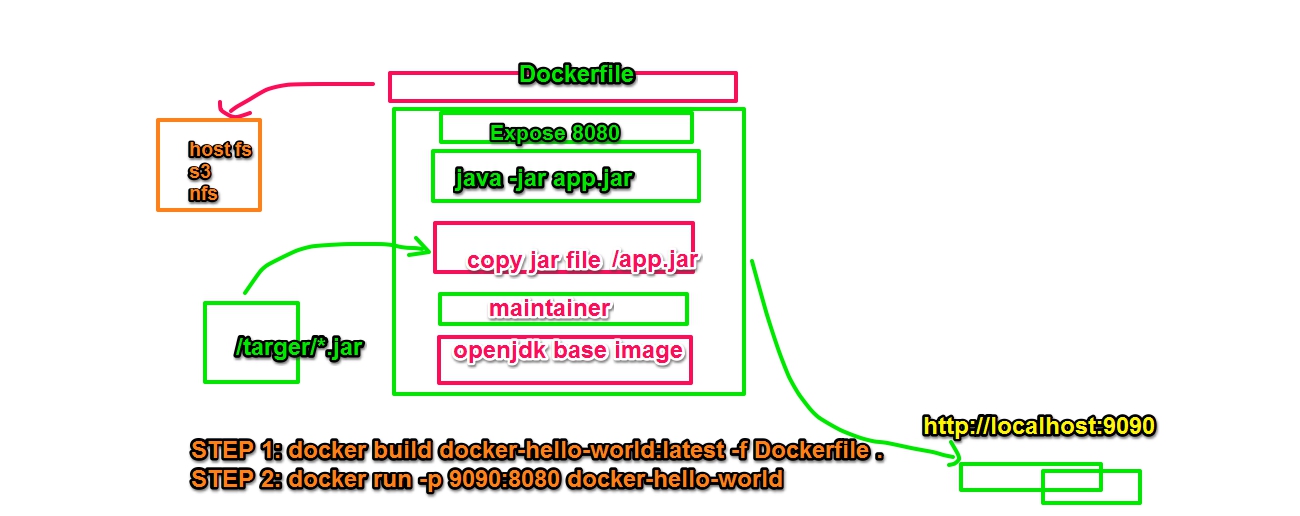 Dockerfile
Expose 8080
java -jar app.jar
copy jar file /app.jar
maintainer
openjdk base image
host fs
s3
nfs
/targer/*.jar
http://localhost:9090
STEP 1: docker build docker-hello-world:latest -f Dockerfile .
STEP 2: docker run -p 9090:8080 docker-hello-world